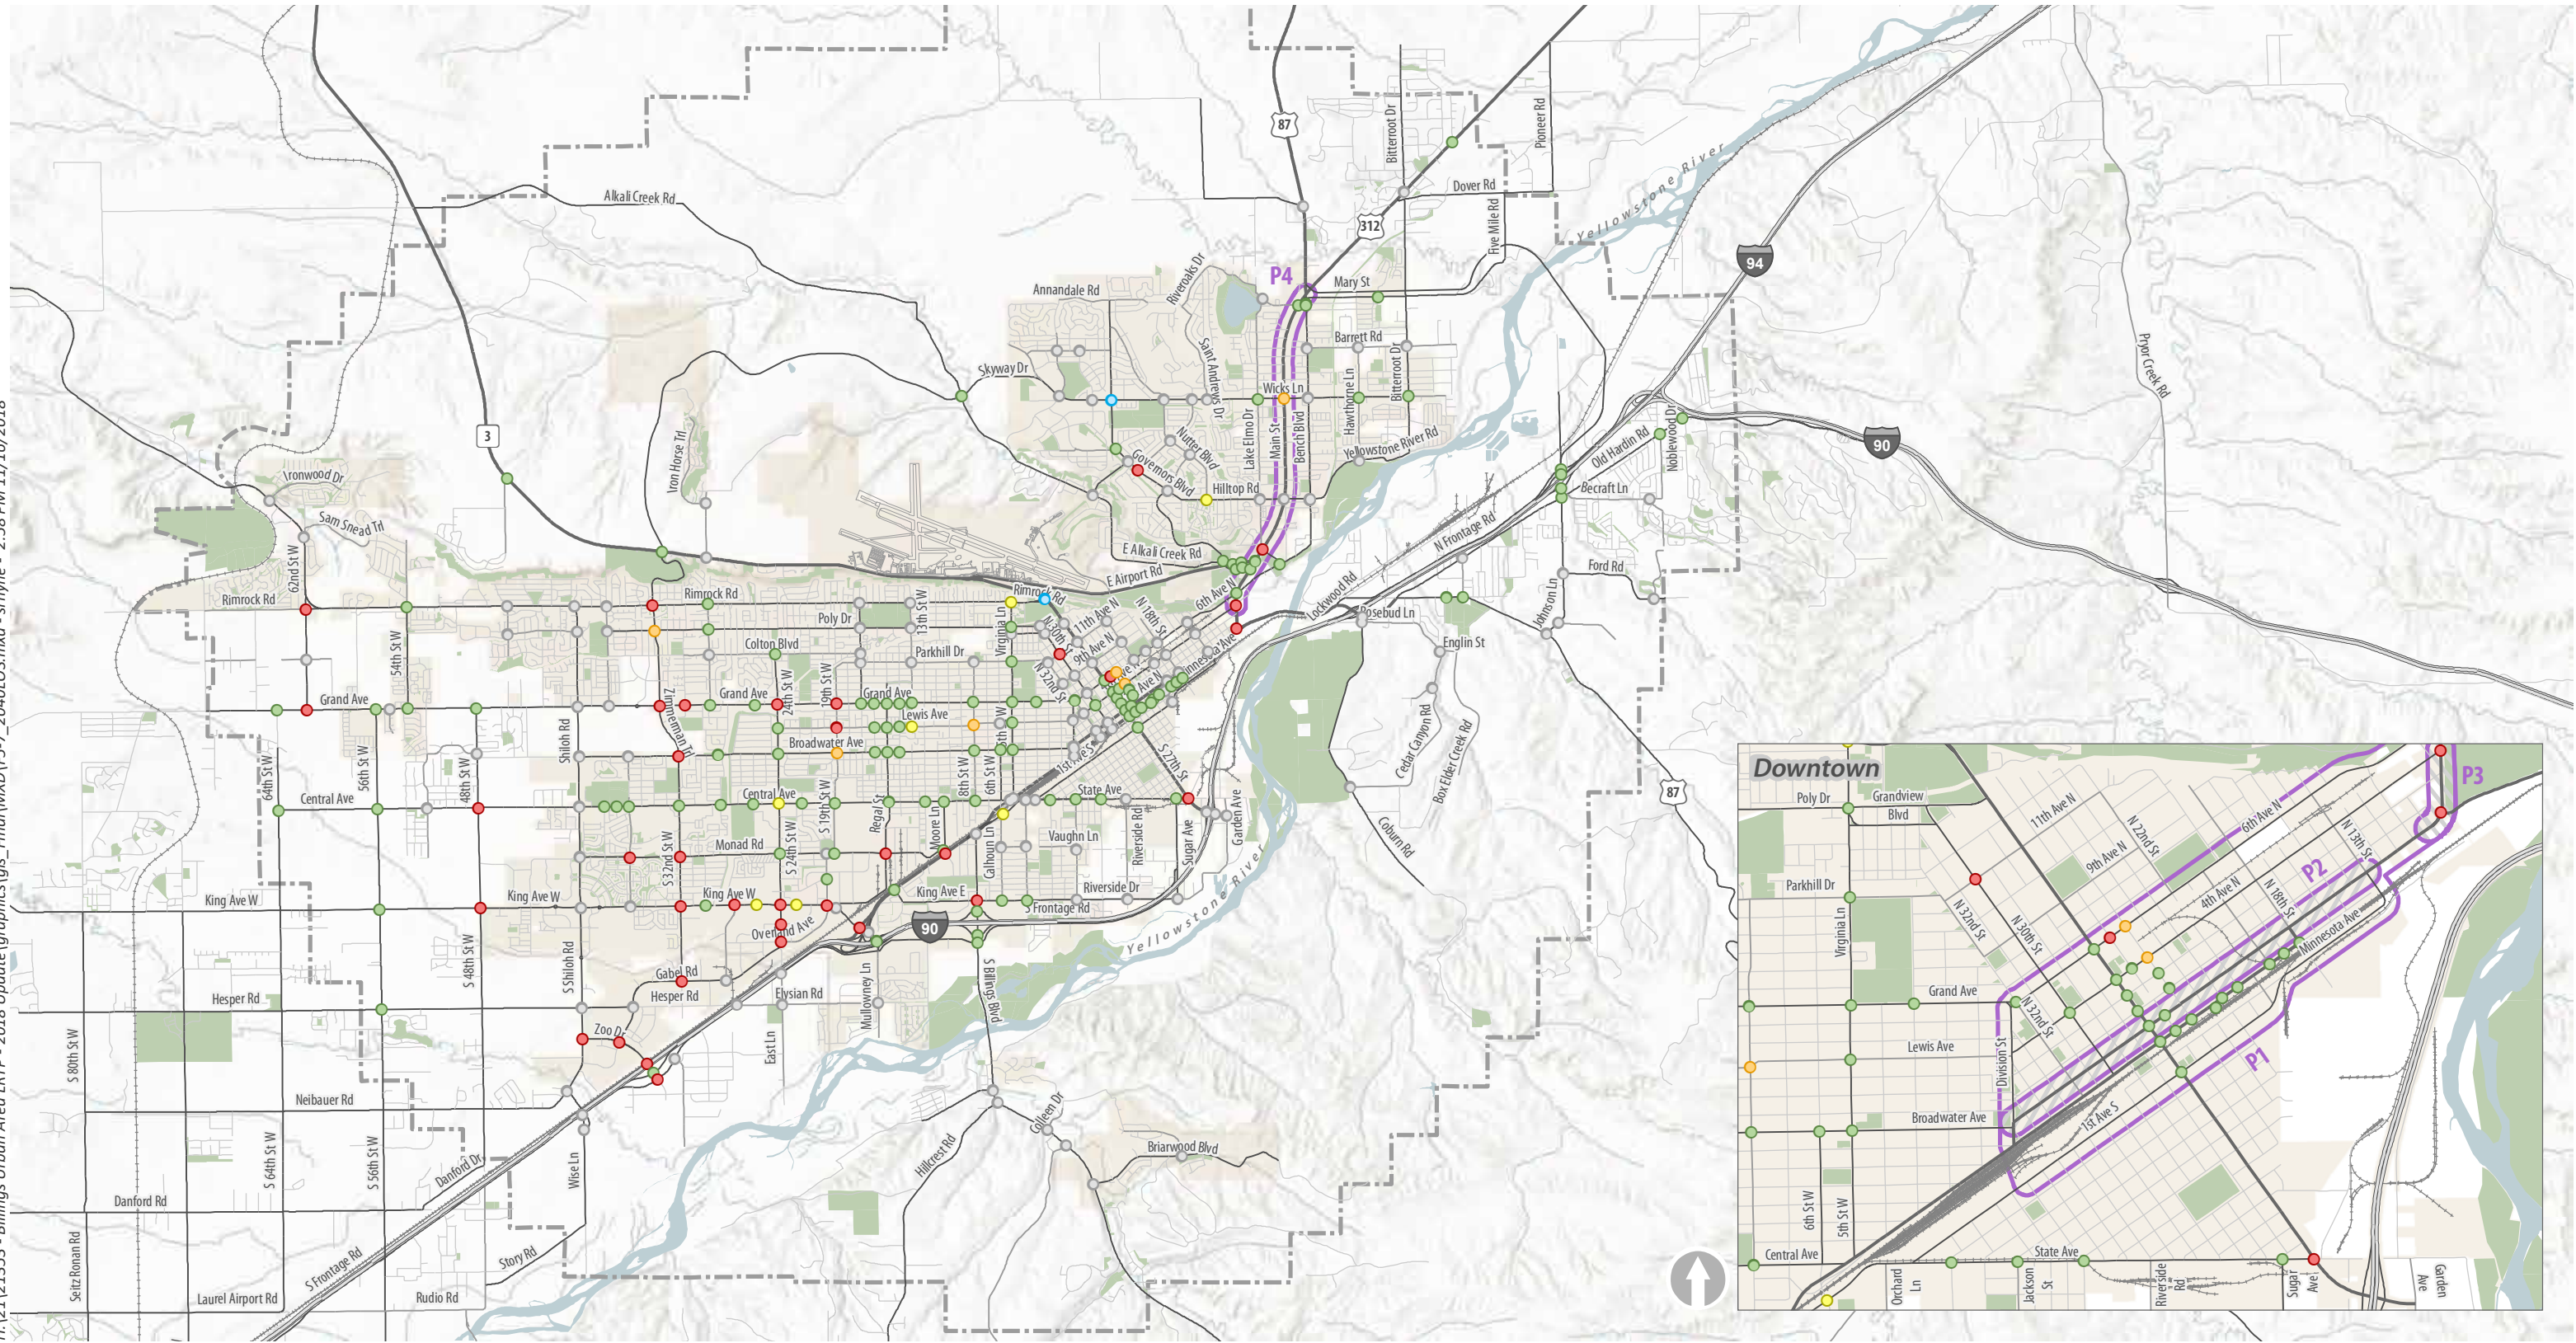 87
Bitterroot Dr
Pioneer Rd
Alkali Creek Rd
Dover Rd
Five Mile Rd
312
Yellowstone River
94
P4
Mary St
Annandale Rd
Riveroaks Dr
Barrett Rd
Saint Andrews Dr
Bitterroot Dr
Skyway Dr
Wicks Ln
Hawthorne Ln
Pryor Creek Rd
Lake Elmo Dr
Main St
Bench Blvd
3
Iron Horse Trl
Nutter Blvd
Governors Blvd
Yellowstone River Rd
Old Hardin Rd
Noblewood Dr
90
Ironwood Dr
Hilltop Rd
Becraft Ln
Sam Snead Trl
62nd St W
E Alkali Creek Rd
N Frontage Rd
E Airport Rd
Ford Rd
Rimrock Rd
Rimrock Rd
Rimrock Rd
6th Ave N
Lockwood Rd
Johnson Ln
Rosebud Ln
Poly Dr
13th St W
Virginia Ln
N 30th St
11th Ave N
N 18th St
54th St W
Colton Blvd
Parkhill Dr
9th Ave N
Minnesota Ave
Englin St
N 32nd St
Zimmerman Trl
Grand Ave
Grand Ave
24th St W
19th St W
Grand Ave
Lewis Ave
Shiloh Rd
Broadwater Ave
1st Ave S
S 27th St
Cedar Canyon Rd
Box Elder Creek Rd
64th St W
56th St W
48th St W
Central Ave
Central Ave
S 19th St W
8th St W
6th St W
State Ave
87
Regal St
Moore Ln
Calhoun Ln
Vaughn Ln
Riverside Rd
Sugar Ave
Garden Ave
Coburn Rd
Monad Rd
S 32nd St W
S 24th St W
King Ave W
King Ave W
King Ave W
King Ave E
Riverside Dr
S Frontage Rd
Overland Ave
90
Yellowstone River
S 48th St W
S Shiloh Rd
Gabel Rd
Hesper Rd
Hesper Rd
Elysian Rd
Mullowney Ln
S Billings Blvd
S 80th St W
Zoo Dr
East Ln
Neibauer Rd
Colleen Dr
Hillcrest Rd
Briarwood Blvd
S 64th St W
S 56th St W
Danford Dr
Wise Ln
Danford Rd
Seitz Ronan Rd
S Frontage Rd
Story Rd
Laurel Airport Rd
Rudio Rd
Downtown
P3
Poly Dr
Grandview
Blvd
11th Ave N
6th Ave N
N 22nd St
N 13th St
9th Ave N
P2
Parkhill Dr
4th Ave N
N 18th St
Virginia Ln
N 32nd St
N 30th St
Minnesota Ave
Grand Ave
N 32nd St
Lewis Ave
Division St
P1
Broadwater Ave
1st Ave S
6th St W
5th St W
Central Ave
State Ave
Orchard
Ln
Jackson
St
Riverside
Rd
Sugar
Ave
Garden
Ave